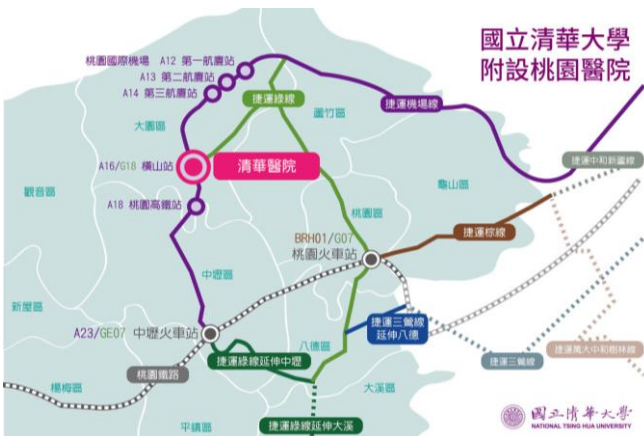 國立清華大學
附設桃園醫院
桃園國際機場 A12 第一航廈站
A13 第二航廈站
A14 第三航廈站
捷運綠線
捷運機場線
蘆竹區
大園區
捷運中和新蘆線
A16/G18 橫山站
清華醫院
龜山區
觀音區
A18 桃園高鐵站
桃園區
捷運棕線
BRH01/G07
桃園火車站
中壢區
新屋區
捷運三鶯線
延伸八德
A23/GE07 中壢火車站
八德區
捷運綠線延伸中壢
捷運三鶯線
捷運萬大中和樹林線
桃園鐵路
楊梅區
大溪區
平鎮區
捷運綠線延伸大溪
國立清華大學
NATIONAL TSING HUA UNIVERSITY